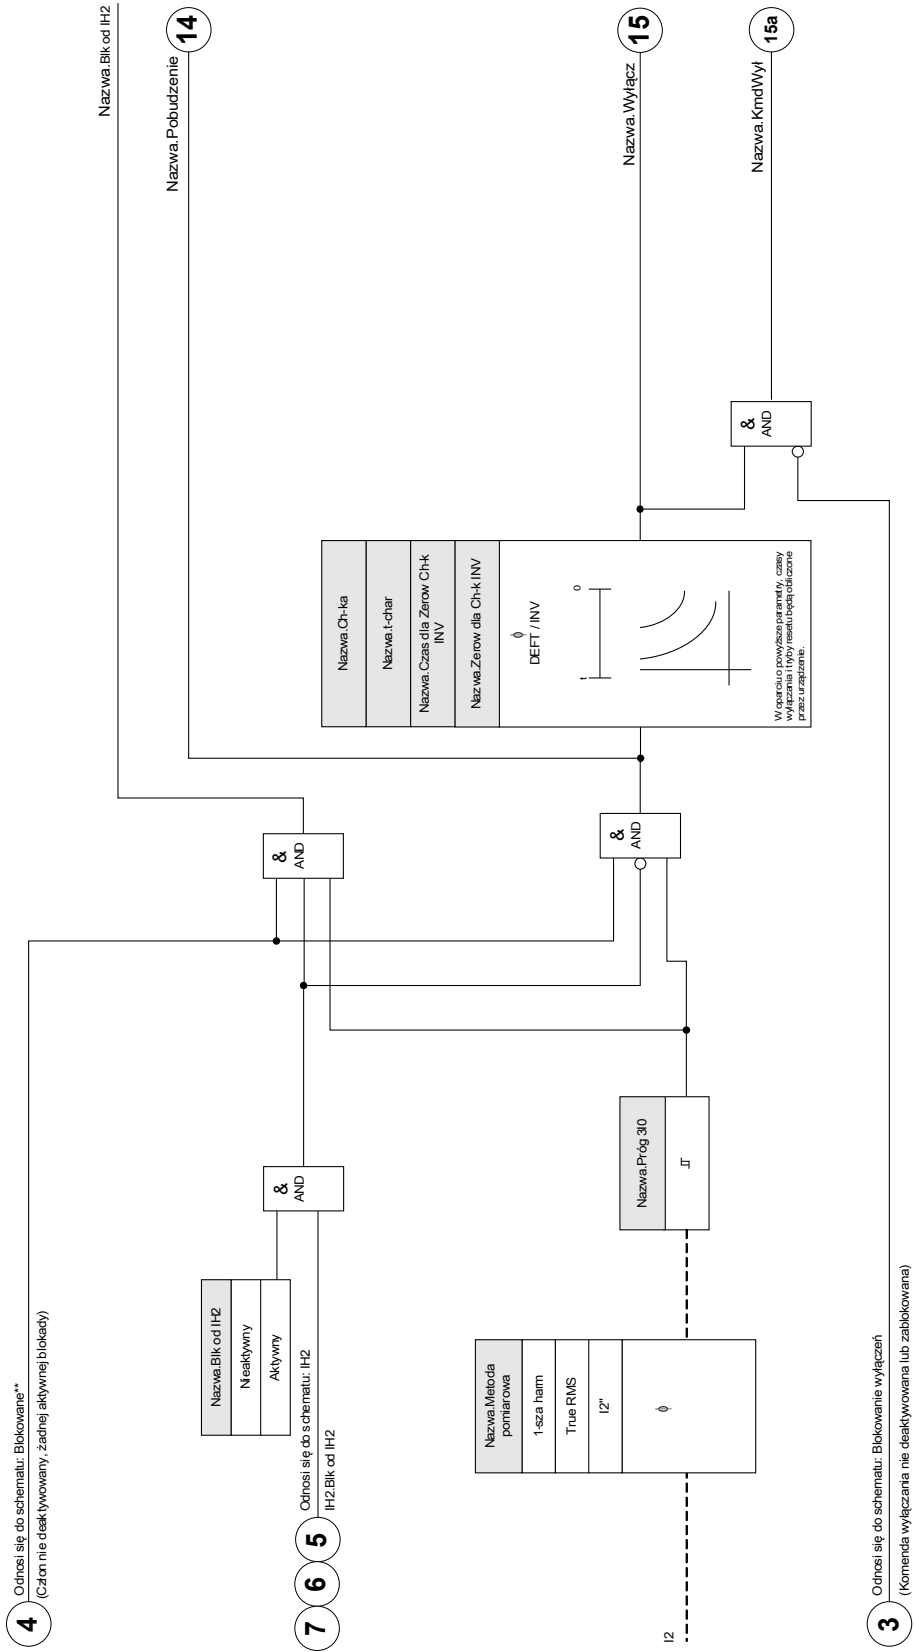 4
Odnosi się do schematu: Blokowane**
(Człon nie deaktywowany, żadnej aktywnej blokady)
Nazwa.Blk od IH2
Nieaktywny
Aktywny
7
6
5
Odnosi się do schematu: IH2
IH2.Blk od IH2
&
AND
&
AND
Nazwa.Blk od IH2
Nazwa.Pobudzenie
14
I2
Nazwa.Metoda
pomiarowa
1-sza harm
True RMS
I2"
ϕ
Nazwa.Próg 3I0
&
AND
Nazwa.Ch-ka
Nazwa.t-char
Nazwa.Czas dla Zerow Ch-k
INV
Nazwa.Zerow dla Ch-k INV
ϕ
DEFT / INV
t
0
W oparciu o powyższe parametry, czasy
wyłączania i tryby resetu będą obliczone
przez urządzenie.
Nazwa.Wyłącz
15
&
AND
Nazwa.KmdWył
15a
3
Odnosi się do schematu: Blokowanie wyłączeń
(Komenda wyłączania nie deaktywowana lub zablokowana)